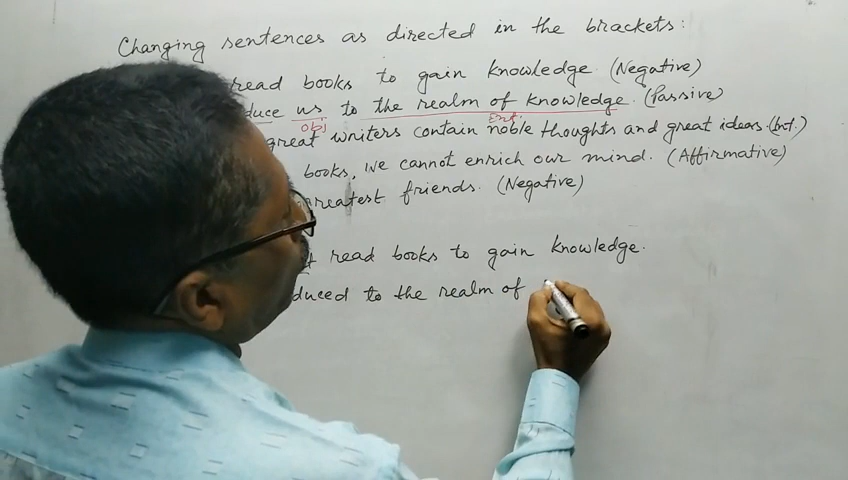 Changing sentences as directed in the brackets:
read books to gain knowledge. (Negative)
duce us to the realm of knowledge. (Passive)
obj Ext.
great writers contain noble thoughts and great ideas. (Int.)
books, we cannot enrich our mind. (Affirmative)
greatest friends. (Negative)
read books to gain knowledge.
duced to the realm of